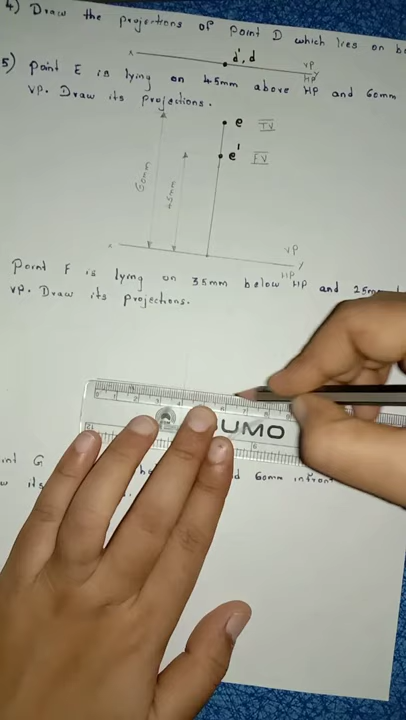 4) Draw the projections of point D which lies on
x d', d VP
HP y
5) Point E is lying on 45mm above HP and 60mm
VP. Draw its projections.
e TV
e' FV
x VP
HP y
Point F is lying on 35mm below HP and 25mm
VP. Draw its projections.
UMO
int G d 60mm infront
w its